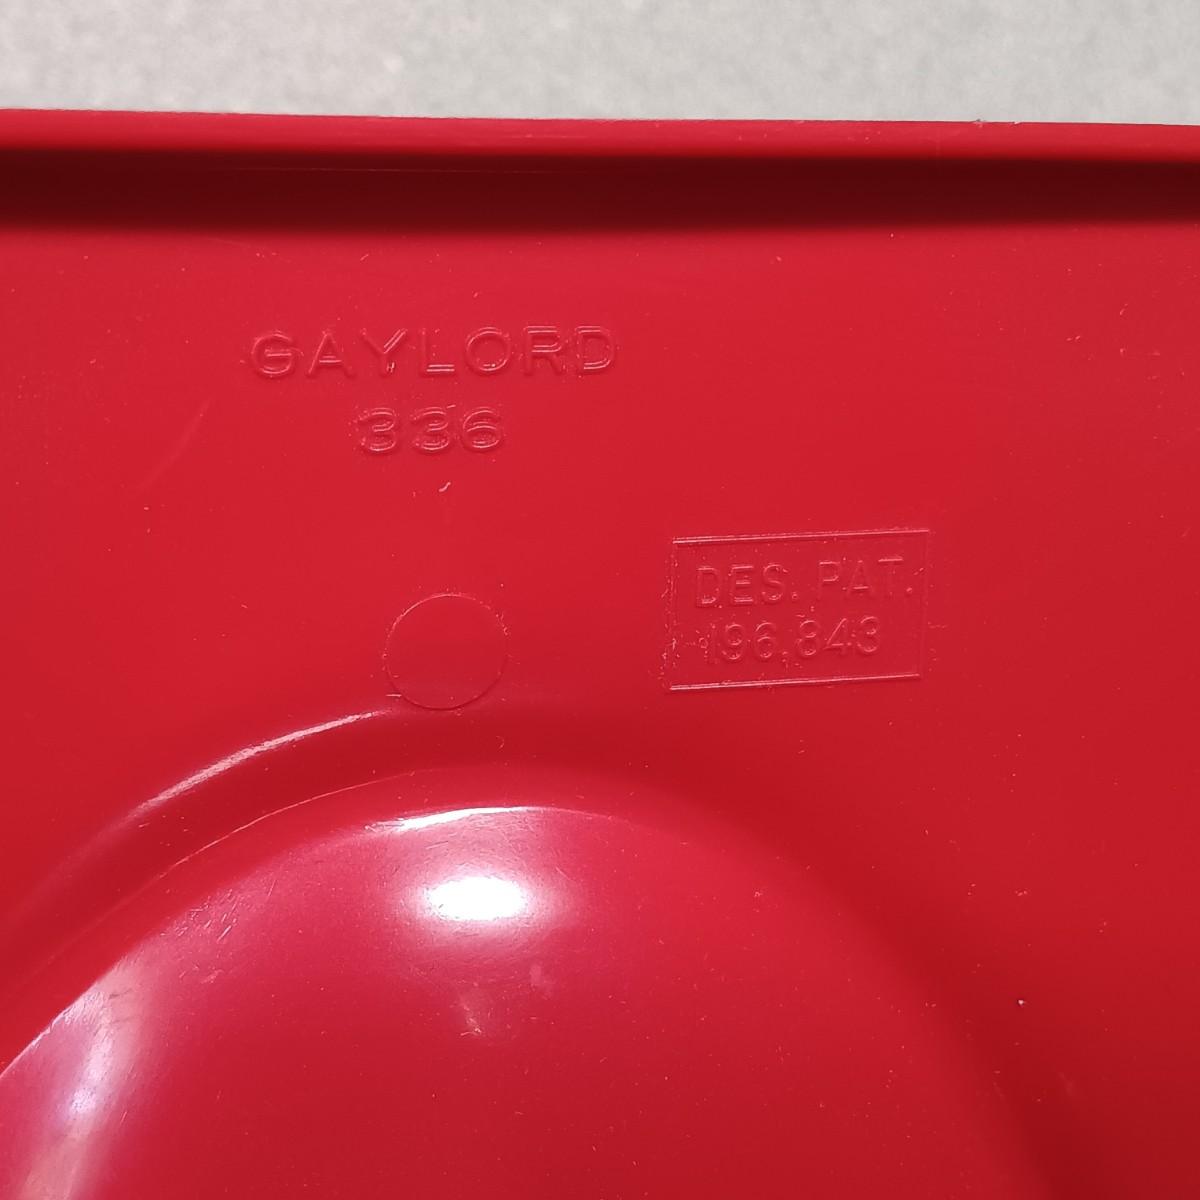 GAYLORD
336
DES. PAT.
196,843